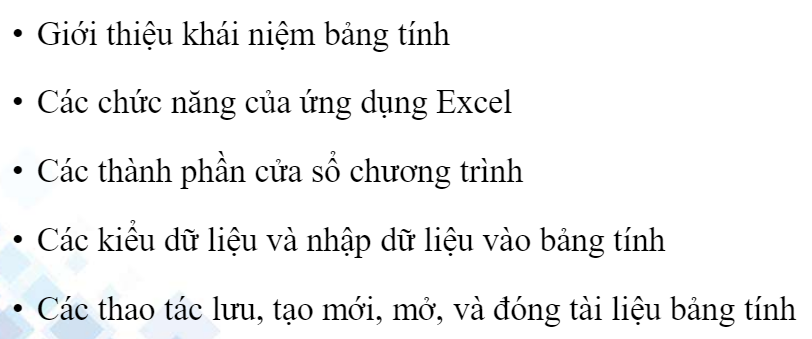 • Giới thiệu khái niệm bảng tính
• Các chức năng của ứng dụng Excel
• Các thành phần cửa sổ chương trình
• Các kiểu dữ liệu và nhập dữ liệu vào bảng tính
• Các thao tác lưu, tạo mới, mở, và đóng tài liệu bảng tính